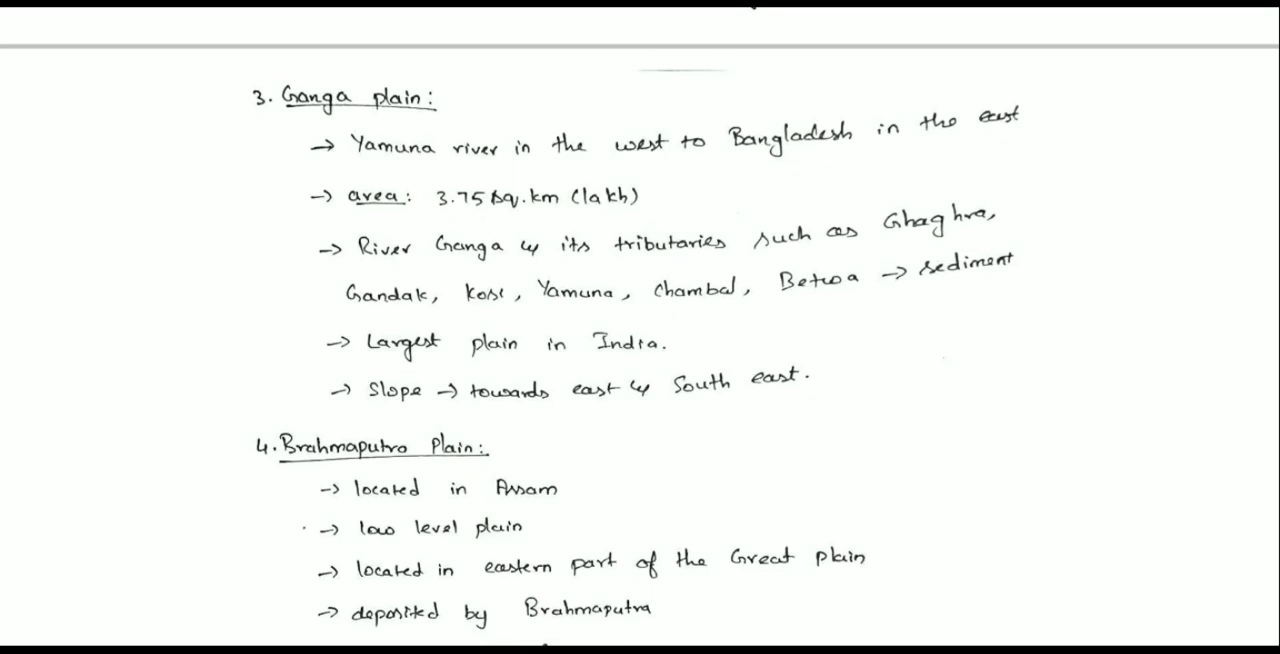 3. Ganga plain:
→ Yamuna river in the west to Bangladesh in the east
→ area: 3.75 sq.km (lakh)
→ River Ganga & its tributaries such as Ghaghra,
Gandak, Kosi, Yamuna, Chambal, Betwa → sediment
→ Largest plain in India.
→ Slope → towards east & South east.
4. Brahmaputra Plain:
→ located in Assam
→ low level plain
→ located in eastern part of the Great plain
→ deposited by Brahmaputra